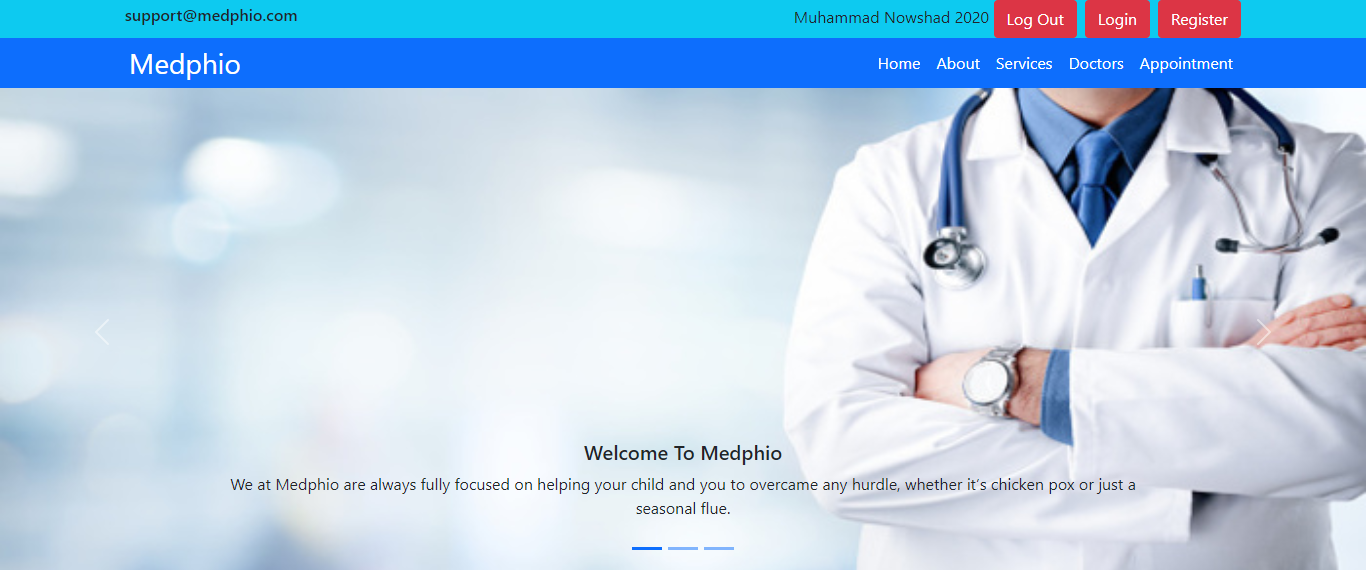 support@medphio.com
Muhammad Nowshad 2020 Log Out Login Register
Medphio
Home About Services Doctors Appointment
Welcome To Medphio
We at Medphio are always fully focused on helping your child and you to overcame any hurdle, whether it's chicken pox or just a
seasonal flue.